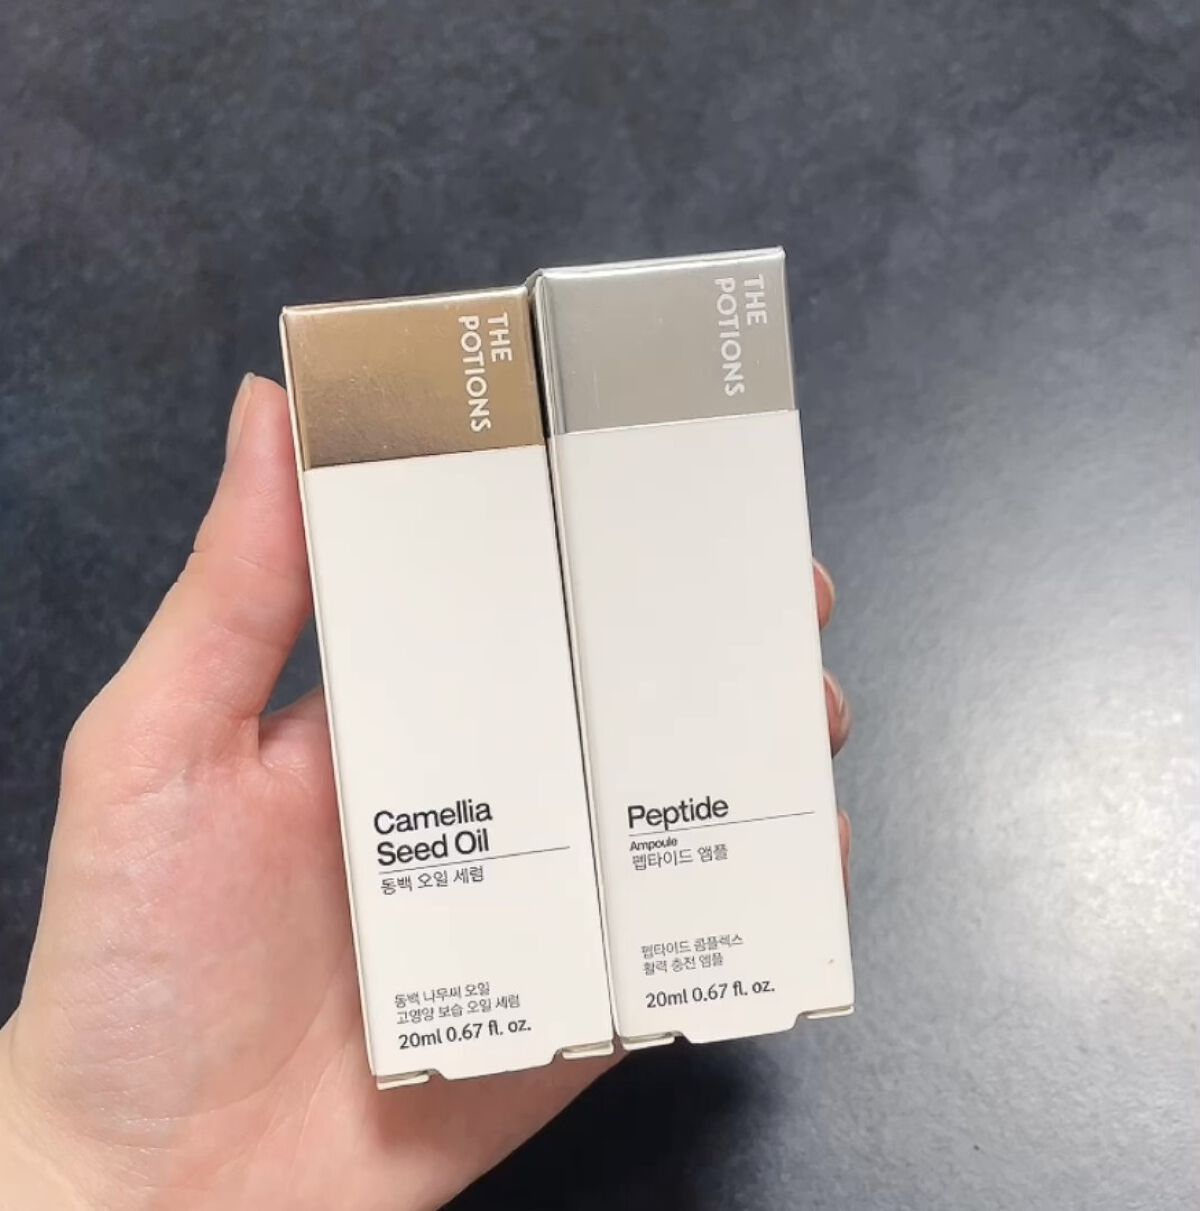 THE
POTIONS
Camellia
Seed Oil
동백 오일 세럼
동백 나무씨 오일
고영양 보습 오일 세럼
20ml 0.67 fl. oz.
THE
POTIONS
Peptide
Ampoule
펩타이드 앰플
펩타이드 콤플렉스
활력 충전 앰플
20ml 0.67 fl. oz.